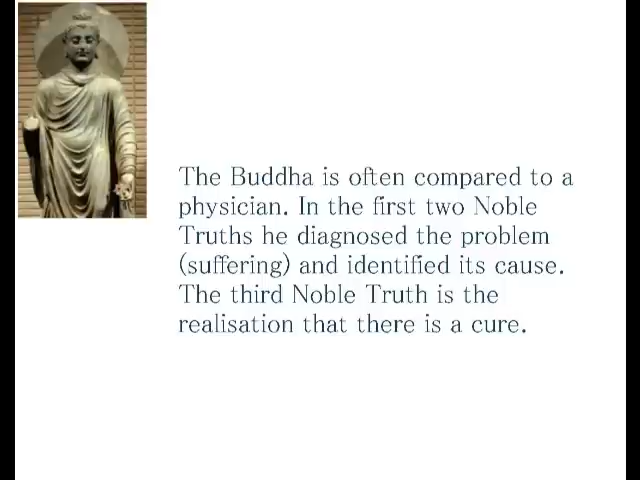 The Buddha is often compared to a
physician. In the first two Noble
Truths he diagnosed the problem
(suffering) and identified its cause.
The third Noble Truth is the
realisation that there is a cure.